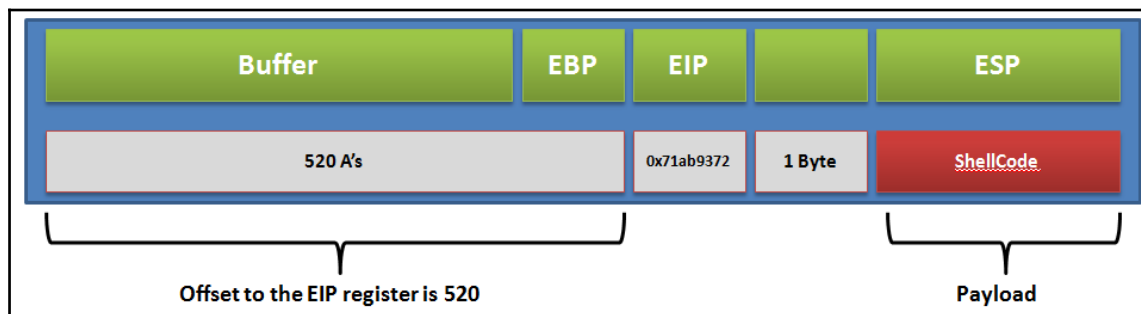 Buffer EBP EIP ESP
520 A's 0x71ab9372 1 Byte ShellCode
Offset to the EIP register is 520 Payload